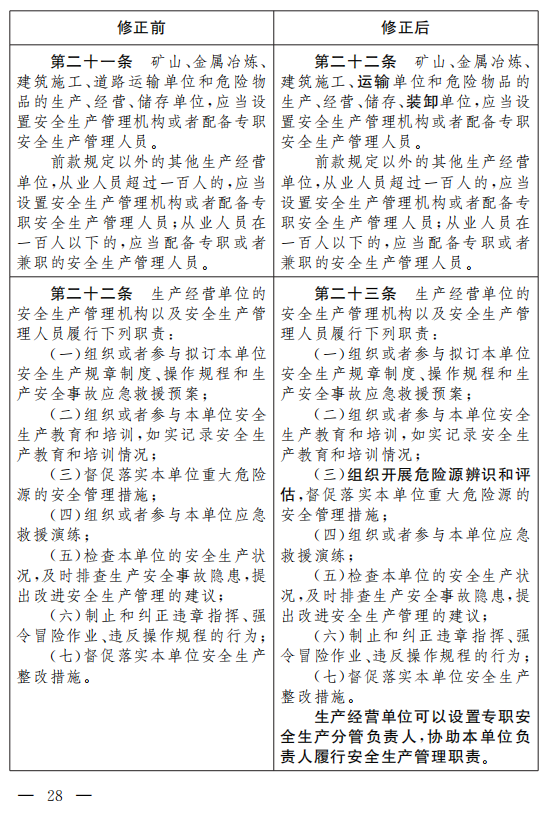 修正前
第二十一条 矿山、金属冶炼、
建筑施工、道路运输单位和危险物
品的生产、经营、储存单位，应当设
置安全生产管理机构或者配备专职
安全生产管理人员。
前款规定以外的其他生产经营
单位，从业人员超过一百人的，应当
设置安全生产管理机构或者配备专
职安全生产管理人员；从业人员在
一百人以下的，应当配备专职或者
兼职的安全生产管理人员。
修正后
第二十二条 矿山、金属冶炼、
建筑施工、运输单位和危险物品的
生产、经营、储存、装卸单位，应当设
置安全生产管理机构或者配备专职
安全生产管理人员。
前款规定以外的其他生产经营
单位，从业人员超过一百人的，应当
设置安全生产管理机构或者配备专
职安全生产管理人员；从业人员在
一百人以下的，应当配备专职或者
兼职的安全生产管理人员。
第二十二条 生产经营单位的
安全生产管理机构以及安全生产管
理人员履行下列职责：
（一）组织或者参与拟订本单位
安全生产规章制度、操作规程和生
产安全事故应急救援预案；
（二）组织或者参与本单位安全
生产教育和培训，如实记录安全生
产教育和培训情况；
（三）督促落实本单位重大危险
源的安全管理措施；
（四）组织或者参与本单位应急
救援演练；
（五）检查本单位的安全生产状
况，及时排查生产安全事故隐患，提
出改进安全生产管理的建议；
（六）制止和纠正违章指挥、强
令冒险作业、违反操作规程的行为；
（七）督促落实本单位安全生产
整改措施。
第二十三条 生产经营单位的
安全生产管理机构以及安全生产管
理人员履行下列职责：
（一）组织或者参与拟订本单位
安全生产规章制度、操作规程和生
产安全事故应急救援预案；
（二）组织或者参与本单位安全
生产教育和培训，如实记录安全生
产教育和培训情况；
（三）组织开展危险源辨识和评
估，督促落实本单位重大危险源的
安全管理措施；
（四）组织或者参与本单位应急
救援演练；
（五）检查本单位的安全生产状
况，及时排查生产安全事故隐患，提
出改进安全生产管理的建议；
（六）制止和纠正违章指挥、强
令冒险作业、违反操作规程的行为；
（七）督促落实本单位安全生产
整改措施。
生产经营单位可以设置专职安
全生产分管负责人，协助本单位负
责人履行安全生产管理职责。
— 28 —